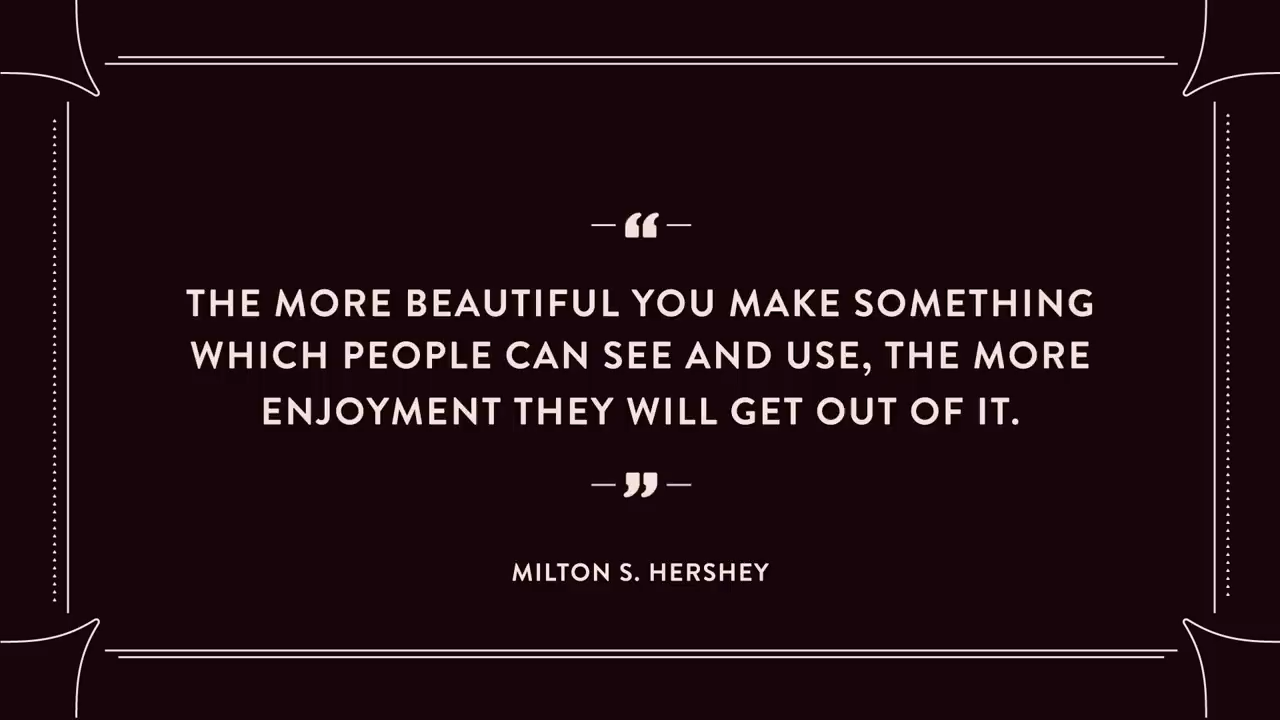 “
THE MORE BEAUTIFUL YOU MAKE SOMETHING
WHICH PEOPLE CAN SEE AND USE, THE MORE
ENJOYMENT THEY WILL GET OUT OF IT.
”
MILTON S. HERSHEY